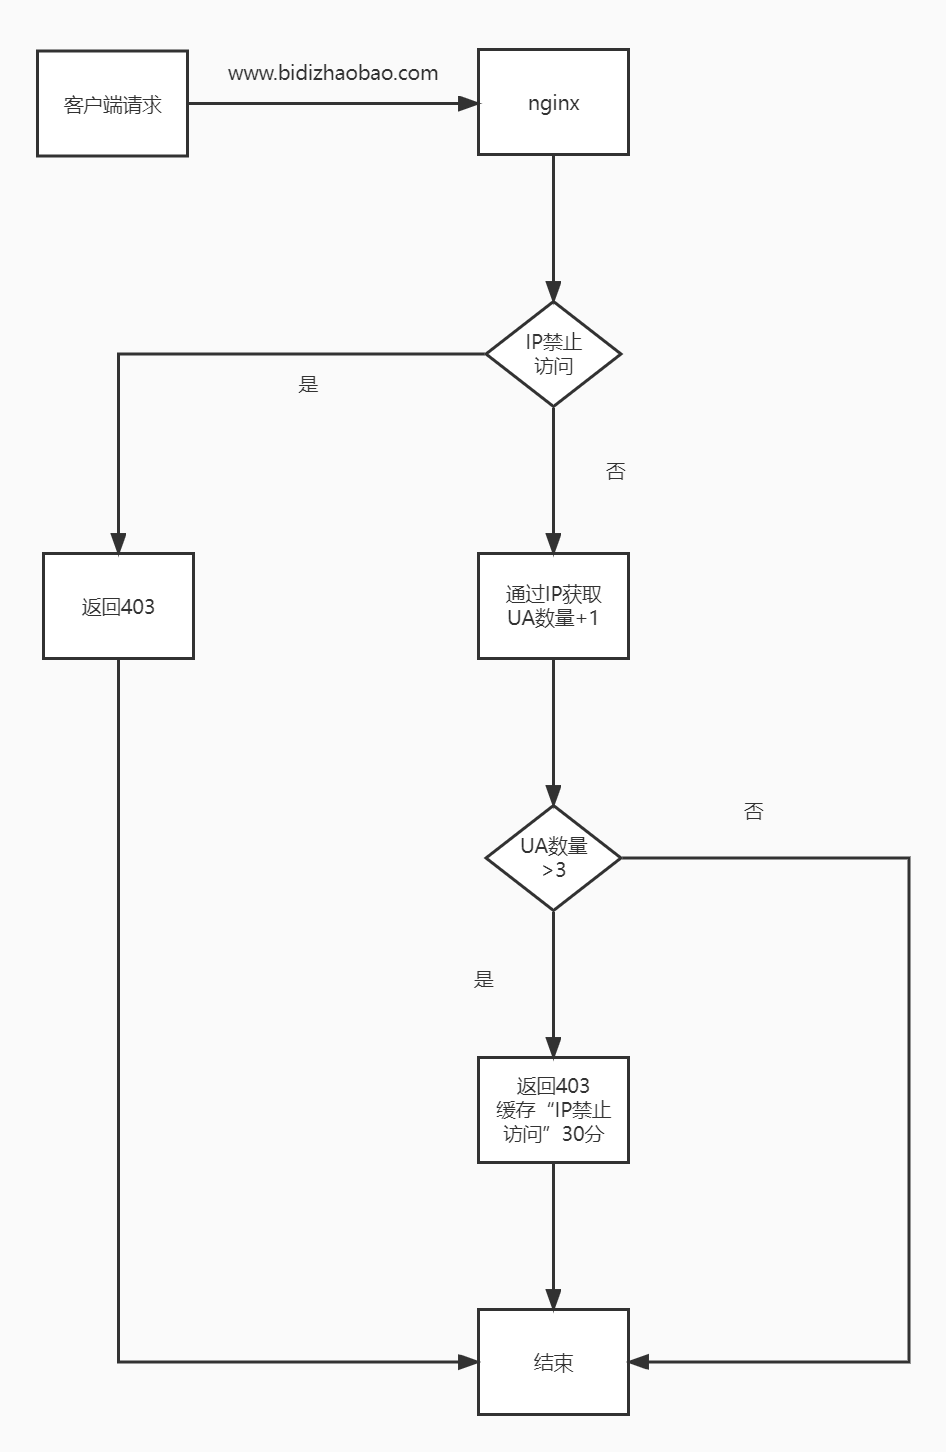 www.bidizhaobao.com
客户端请求
nginx
IP禁止
访问
是
否
返回403
通过IP获取
UA数量+1
否
UA数量
>3
是
返回403
缓存“IP禁止
访问”30分
结束